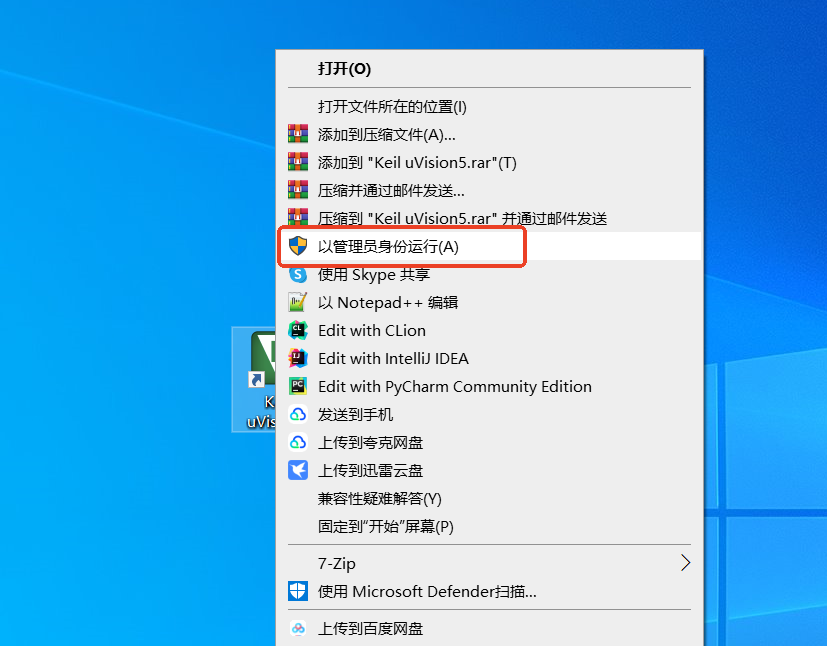 打开(O)
打开文件所在的位置(I)
添加到压缩文件(A)...
添加到 "Keil uVision5.rar"(T)
压缩并通过邮件发送...
压缩到 "Keil uVision5.rar" 并通过邮件发送
以管理员身份运行(A)
使用 Skype 共享
以 Notepad++ 编辑
Edit with CLion
Edit with IntelliJ IDEA
Edit with PyCharm Community Edition
发送到手机
上传到夸克网盘
上传到迅雷云盘
兼容性疑难解答(Y)
固定到"开始"屏幕(P)
7-Zip
使用 Microsoft Defender扫描...
上传到百度网盘
K
uVis